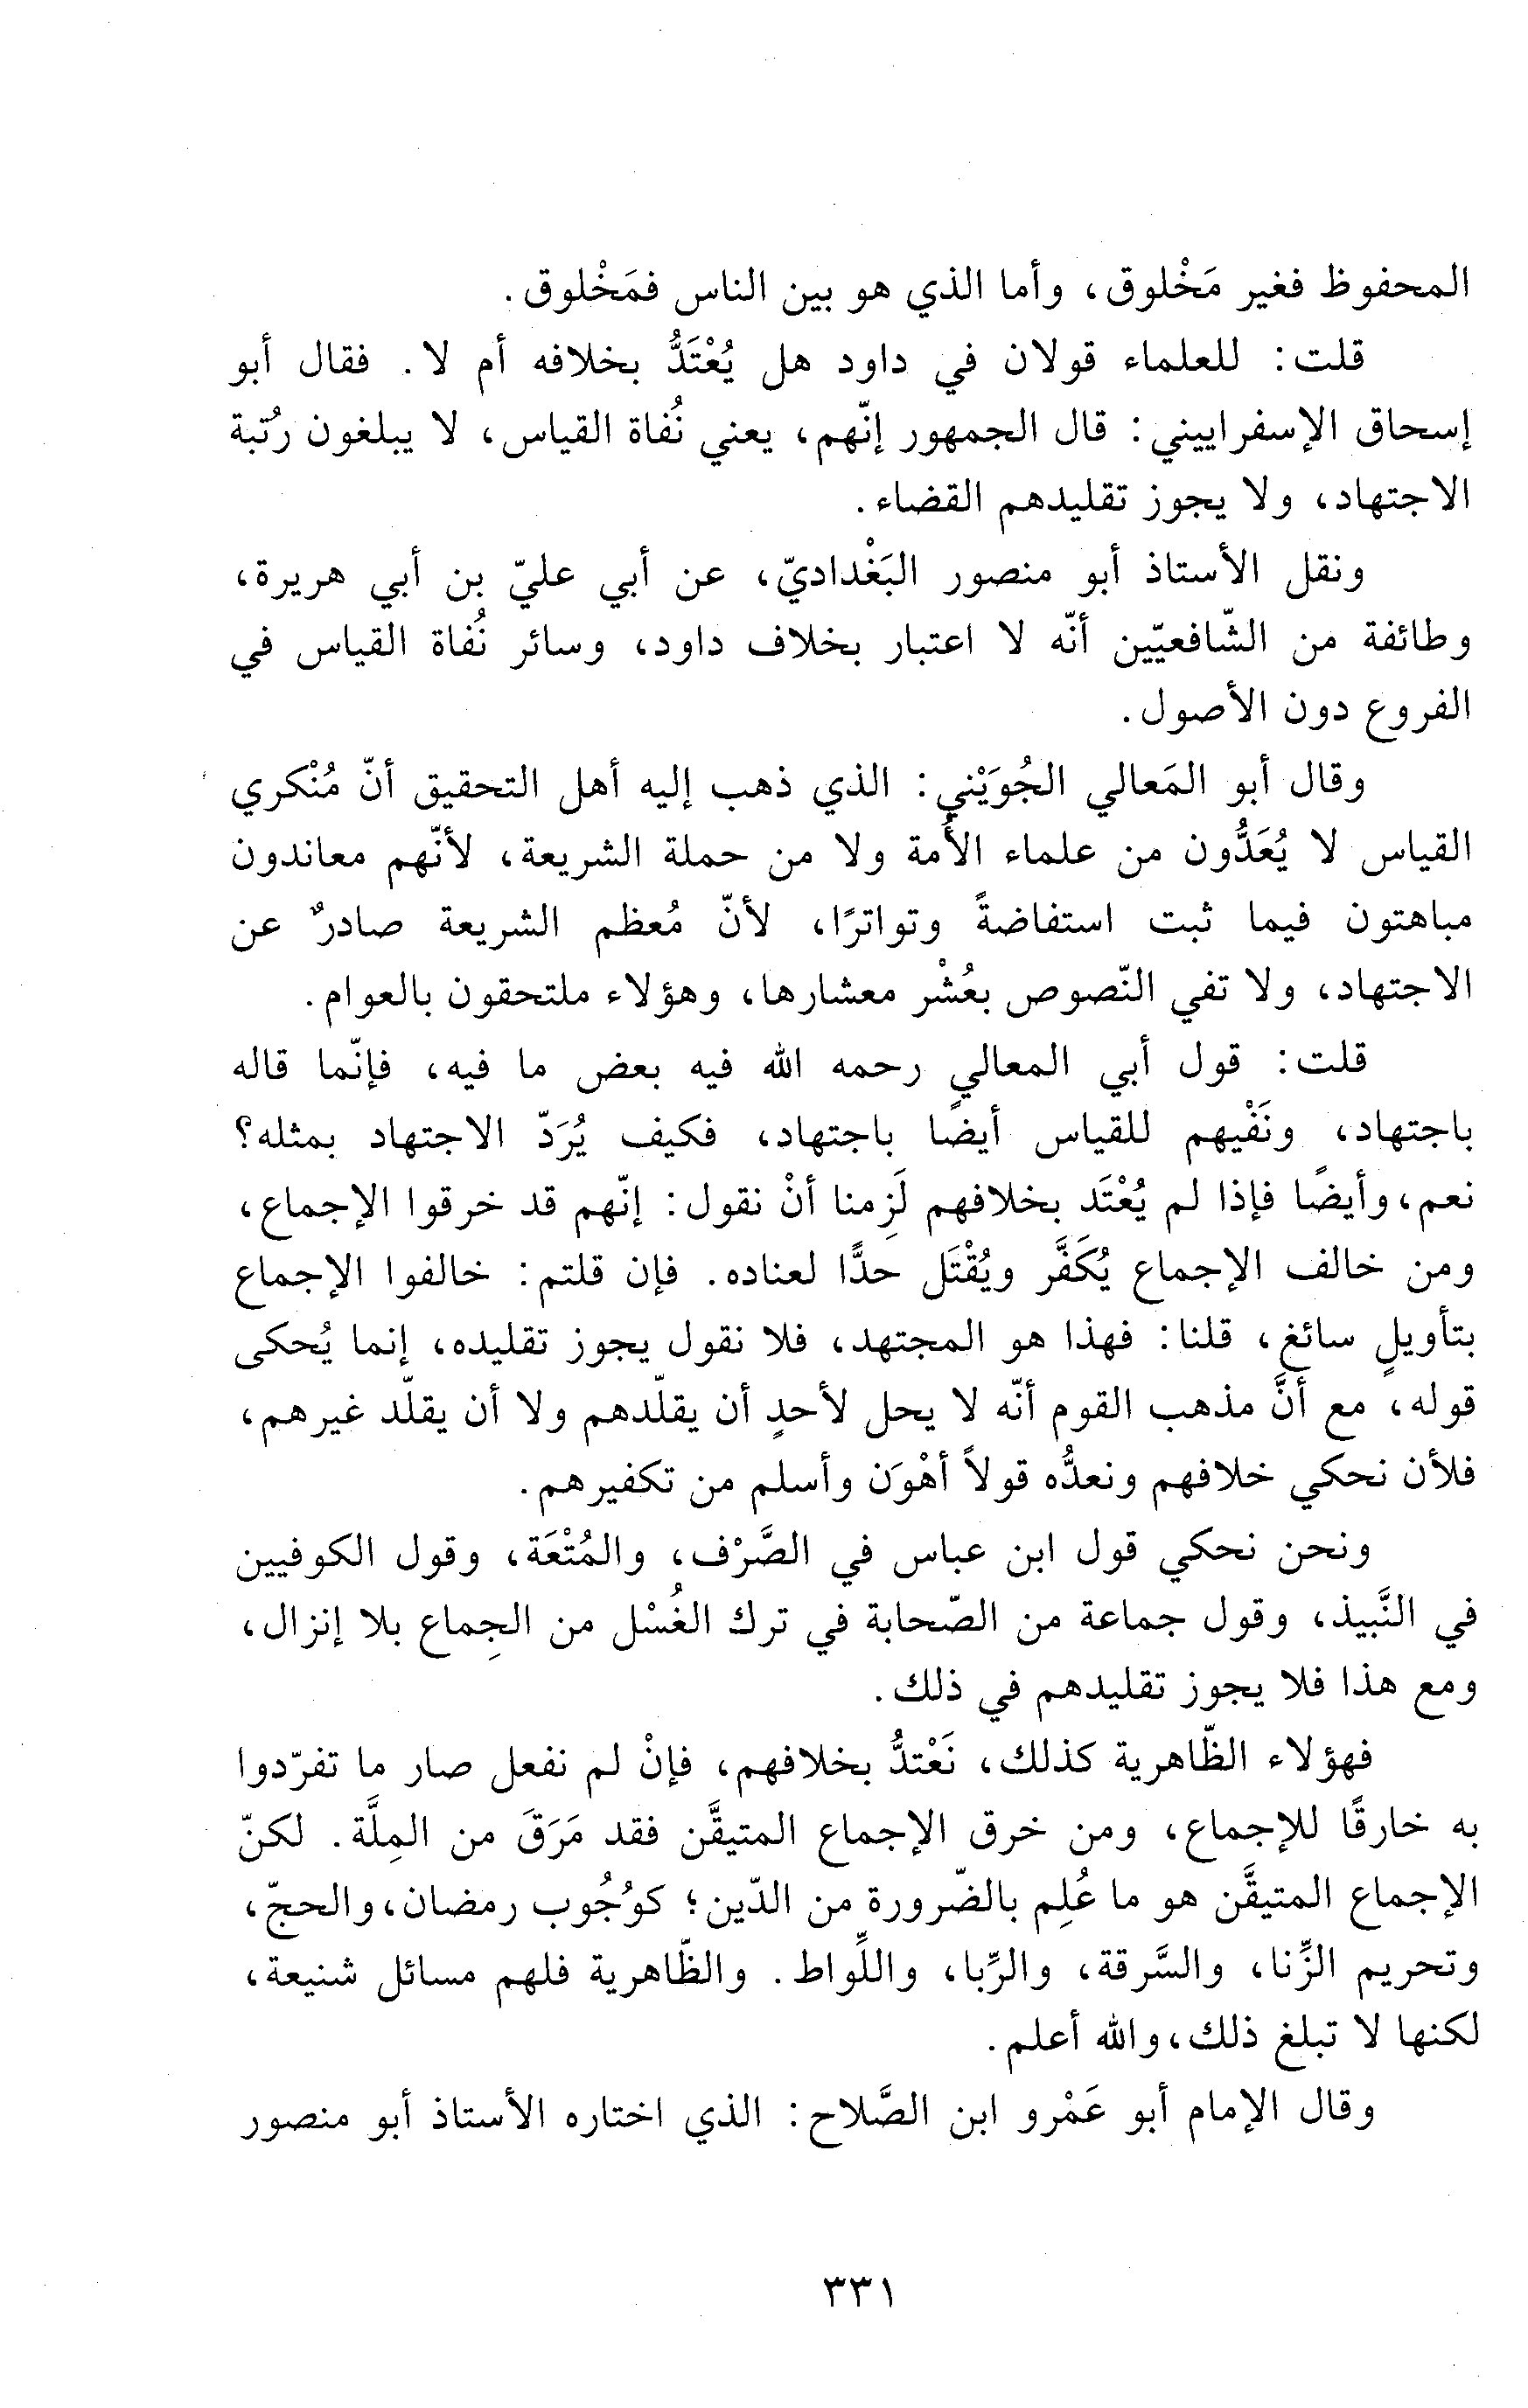 المحفوظ فغير مَخْلوق، وأما الذي هو بين الناس فمَخْلوق.
قلت: للعلماء قولان في داود هل يُعْتَدُّ بخلافه أم لا. فقال أبو
إسحاق الإسفراييني: قال الجمهور إنّهم، يعني نُفاة القياس، لا يبلغون رُتبة
الاجتهاد، ولا يجوز تقليدهم القضاء.
ونقل الأستاذ أبو منصور البَغْداديّ، عن أبي عليّ بن أبي هريرة،
وطائفة من الشّافعيّين أنّه لا اعتبار بخلاف داود، وسائر نُفاة القياس في
الفروع دون الأصول.
وقال أبو المَعالي الجُوَيْني: الذي ذهب إليه أهل التحقيق أنّ مُنْكري
القياس لا يُعَدُّون من علماء الأُمة ولا من حملة الشريعة، لأنّهم معاندون
مباهتون فيما ثبت استفاضةً وتواترًا، لأنّ مُعظم الشريعة صادرٌ عن
الاجتهاد، ولا تفي النّصوص بعُشْر معشارها، وهؤلاء ملتحقون بالعوام.
قلت: قول أبي المعالي رحمه الله فيه بعض ما فيه، فإنّما قاله
باجتهاد، ونَفْيهم للقياس أيضًا باجتهاد، فكيف يُرَدّ الاجتهاد بمثله؟
نعم، وأيضًا فإذا لم يُعْتَد بخلافهم لَزِمنا أنْ نقول: إنّهم قد خرقوا الإجماع،
ومن خالف الإجماع يُكَفَّر ويُقْتَل حدًّا لعناده. فإن قلتم: خالفوا الإجماع
بتأويلٍ سائغ، قلنا: فهذا هو المجتهد، فلا نقول يجوز تقليده، إنما يُحكى
قوله، مع أنَّ مذهب القوم أنّه لا يحل لأحدٍ أن يقلّدهم ولا أن يقلّد غيرهم،
فلأن نحكي خلافهم ونعدُّه قولاً أهْوَن وأسلم من تكفيرهم.
ونحن نحكي قول ابن عباس في الصَّرْف، والمُتْعَة، وقول الكوفيين
في النَّبيذ، وقول جماعة من الصّحابة في ترك الغُسْل من الجِماع بلا إنزال،
ومع هذا فلا يجوز تقليدهم في ذلك.
فهؤلاء الظّاهرية كذلك، نَعْتدُّ بخلافهم، فإنْ لم نفعل صار ما تفرّدوا
به خارقًا للإجماع، ومن خرق الإجماع المتيقَّن فقد مَرَقَ من المِلَّة. لكنّ
الإجماع المتيقَّن هو ما عُلِم بالضّرورة من الدّين؛ كوُجُوب رمضان، والحجّ،
وتحريم الزِّنا، والسَّرقة، والرِّبا، واللِّواط. والظّاهرية فلهم مسائل شنيعة،
لكنها لا تبلغ ذلك، والله أعلم.
وقال الإمام أبو عَمْرو ابن الصَّلاح: الذي اختاره الأستاذ أبو منصور
٣٣١